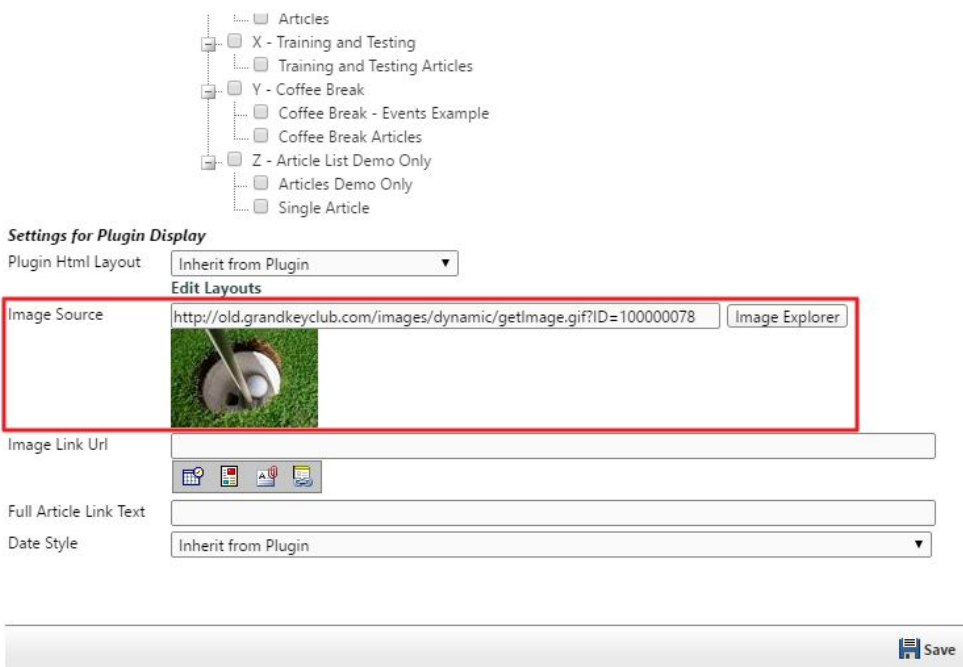 Articles
X - Training and Testing
Training and Testing Articles
Y - Coffee Break
Coffee Break - Events Example
Coffee Break Articles
Z - Article List Demo Only
Articles Demo Only
Single Article
Settings for Plugin Display
Plugin Html Layout Inherit from Plugin
Edit Layouts
Image Source http://old.grandkeyclub.com/images/dynamic/getImage.gif?ID=100000078 Image Explorer
Image Link Url
Full Article Link Text
Date Style Inherit from Plugin
Save